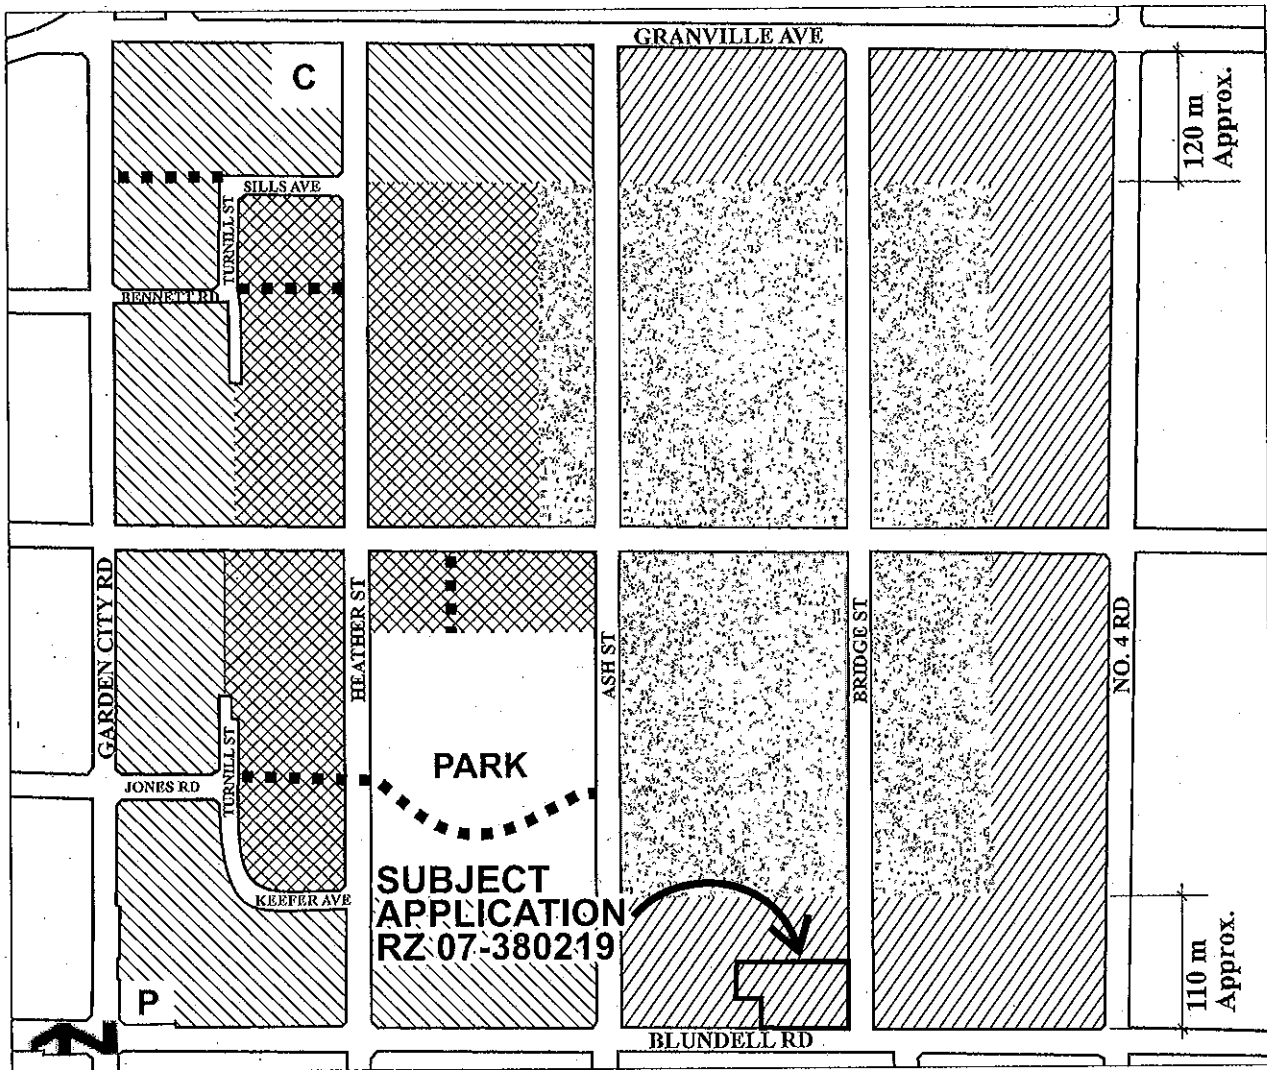 GRANVILLE AVE
C
120 m
Approx.
SILLS AVE
TURNILL ST
BENNETT RD
GARDEN CITY RD
HEATHER ST
ASH ST
BRIDGE ST
NO. 4 RD
PARK
JONES RD
TURNILL ST
SUBJECT
APPLICATION
RZ 07-380219
KEEFER AVE
110 m
Approx.
P
BLUNDELL RD